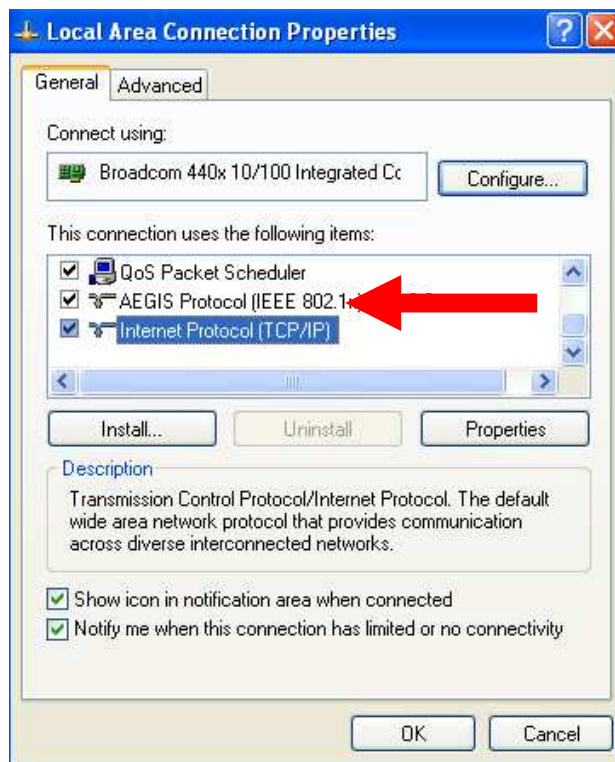 Local Area Connection Properties
General Advanced
Connect using:
Broadcom 440x 10/100 Integrated Cc
Configure...
This connection uses the following items:
QoS Packet Scheduler
AEGIS Protocol (IEEE
Internet Protocol (TCP/IP)
Install... Uninstall Properties
Description
Transmission Control Protocol/Internet Protocol. The default
wide area network protocol that provides communication
across diverse interconnected networks.
Show icon in notification area when connected
Notify me when this connection has limited or no connectivity
OK Cancel